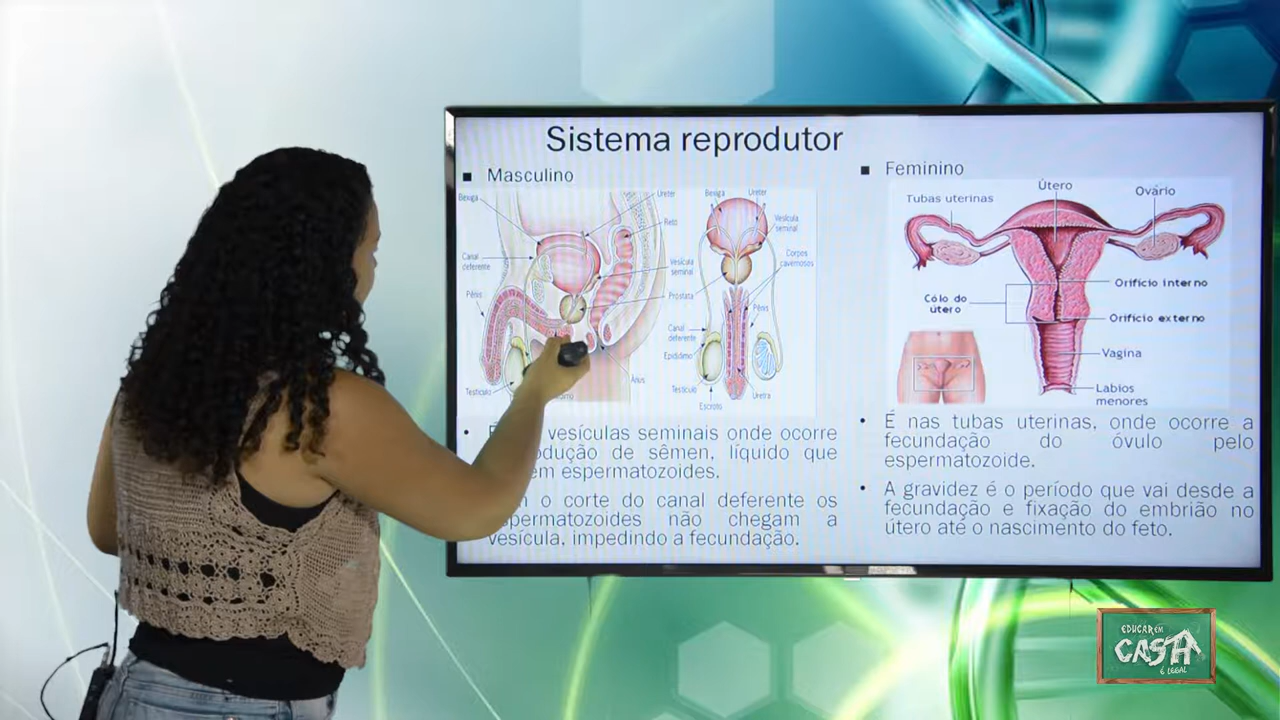 Sistema reprodutor
Masculino
Bexiga
Ureter
Reto
Canal
deferente
Vesícula
seminal
Pênis
Próstata
Testículo
Ânus
Bexiga
Ureter
Vesícula
seminal
Corpos
cavernosos
Pênis
Canal
deferente
Epidídimo
Testículo
Uretra
Escroto
vesículas seminais onde ocorre
de sêmen, líquido que
espermatozoides.
o corte do canal deferente os
não chegam a
vesícula, impedindo a fecundação.
Feminino
Tubas uterinas
Útero
Ovário
Orifício interno
Cólo do
útero
Orifício externo
Vagina
Labios
menores
É nas tubas uterinas, onde ocorre a
fecundação do óvulo pelo
espermatozoide.
A gravidez é o período que vai desde a
fecundação e fixação do embrião no
útero até o nascimento do feto.
EDUCAR EM
CASA
É LEGAL